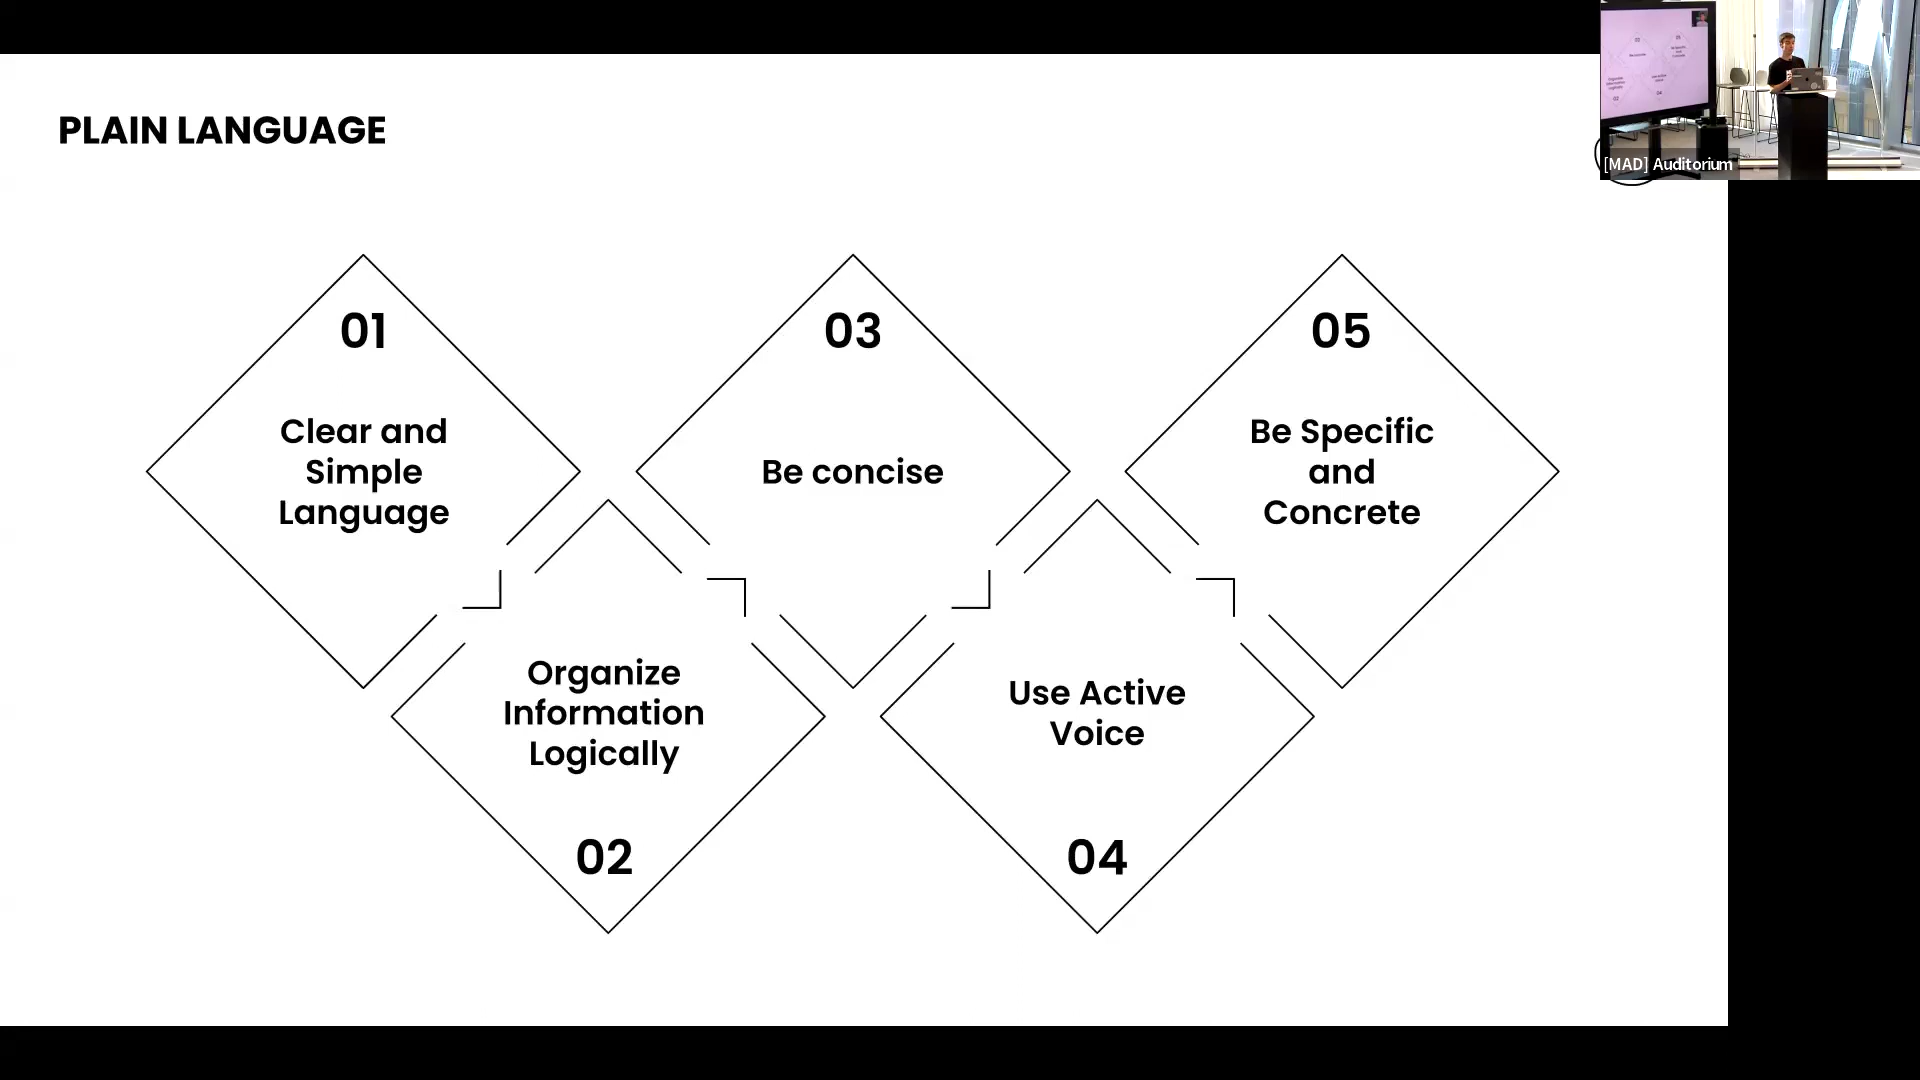 PLAIN LANGUAGE
01
Clear and
Simple
Language
Organize
Information
Logically
02
03
Be concise
Use Active
Voice
04
05
Be Specific
and
Concrete
[MAD] Auditorium